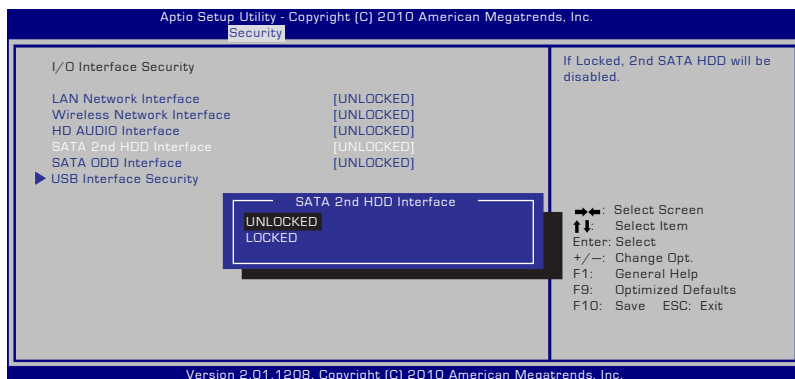 Aptio Setup Utility - Copyright (C) 2010 American Megatrends, Inc.
Security
I/O Interface Security
LAN Network Interface [UNLOCKED]
Wireless Network Interface [UNLOCKED]
HD AUDIO Interface [UNLOCKED]
SATA 2nd HDD Interface [UNLOCKED]
SATA ODD Interface [UNLOCKED]
USB Interface Security
SATA 2nd HDD Interface
UNLOCKED
LOCKED
If Locked, 2nd SATA HDD will be
disabled.
→←: Select Screen
↑↓: Select Item
Enter: Select
+/—: Change Opt.
F1: General Help
F9: Optimized Defaults
F10: Save ESC: Exit
Version 2.01.1208. Copyright (C) 2010 American Megatrends, Inc.